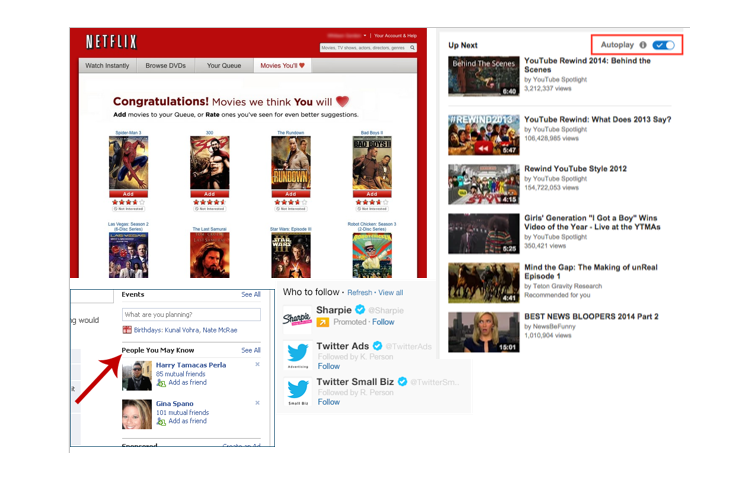 NETFLIX
Your Account & Help
Movies, TV shows, actors, directors, genres
Watch Instantly
Browse DVDs
Your Queue
Movies You'll
Congratulations! Movies we think You will
Add movies to your Queue, or Rate ones you've seen for even better suggestions.
Spider-Man 3
300
The Rundown
Bad Boys II
Add
Add
Add
Add
Not Interested
Not Interested
Not Interested
Not Interested
Las Vegas: Season 2
(6-Disc Series)
The Last Samurai
Star Wars: Episode III
Robot Chicken: Season 3
(2-Disc Series)
Up Next
Autoplay
Behind The Scenes
6:40
YouTube Rewind 2014: Behind the
Scenes
by YouTube Spotlight
3,212,337 views
#REWIND2013
5:47
YouTube Rewind: What Does 2013 Say?
by YouTube Spotlight
106,428,985 views
4:15
Rewind YouTube Style 2012
by YouTube Spotlight
154,722,053 views
5:25
Girls' Generation "I Got a Boy" Wins
Video of the Year - Live at the YTMAs
by YouTube Spotlight
350,421 views
4:41
Mind the Gap: The Making of unReal
Episode 1
by Teton Gravity Research
Recommended for you
15:01
BEST NEWS BLOOPERS 2014 Part 2
by NewsBeFunny
1,010,904 views
ng would
it
Events
See All
What are you planning?
Birthdays: Kunal Vohra, Nate McRae
People You May Know
See All
Harry Tamacas Perla
85 mutual friends
Add as friend
Gina Spano
101 mutual friends
Add as friend
Sponsored
Create an Ad
Who to follow · Refresh · View all
Sharpie
Sharpie @Sharpie
Promoted · Follow
Twitter Ads @TwitterAds
Followed by K. Person
Follow
Advertising
Twitter Small Biz @TwitterSm...
Followed by R. Person
Follow
Small Biz